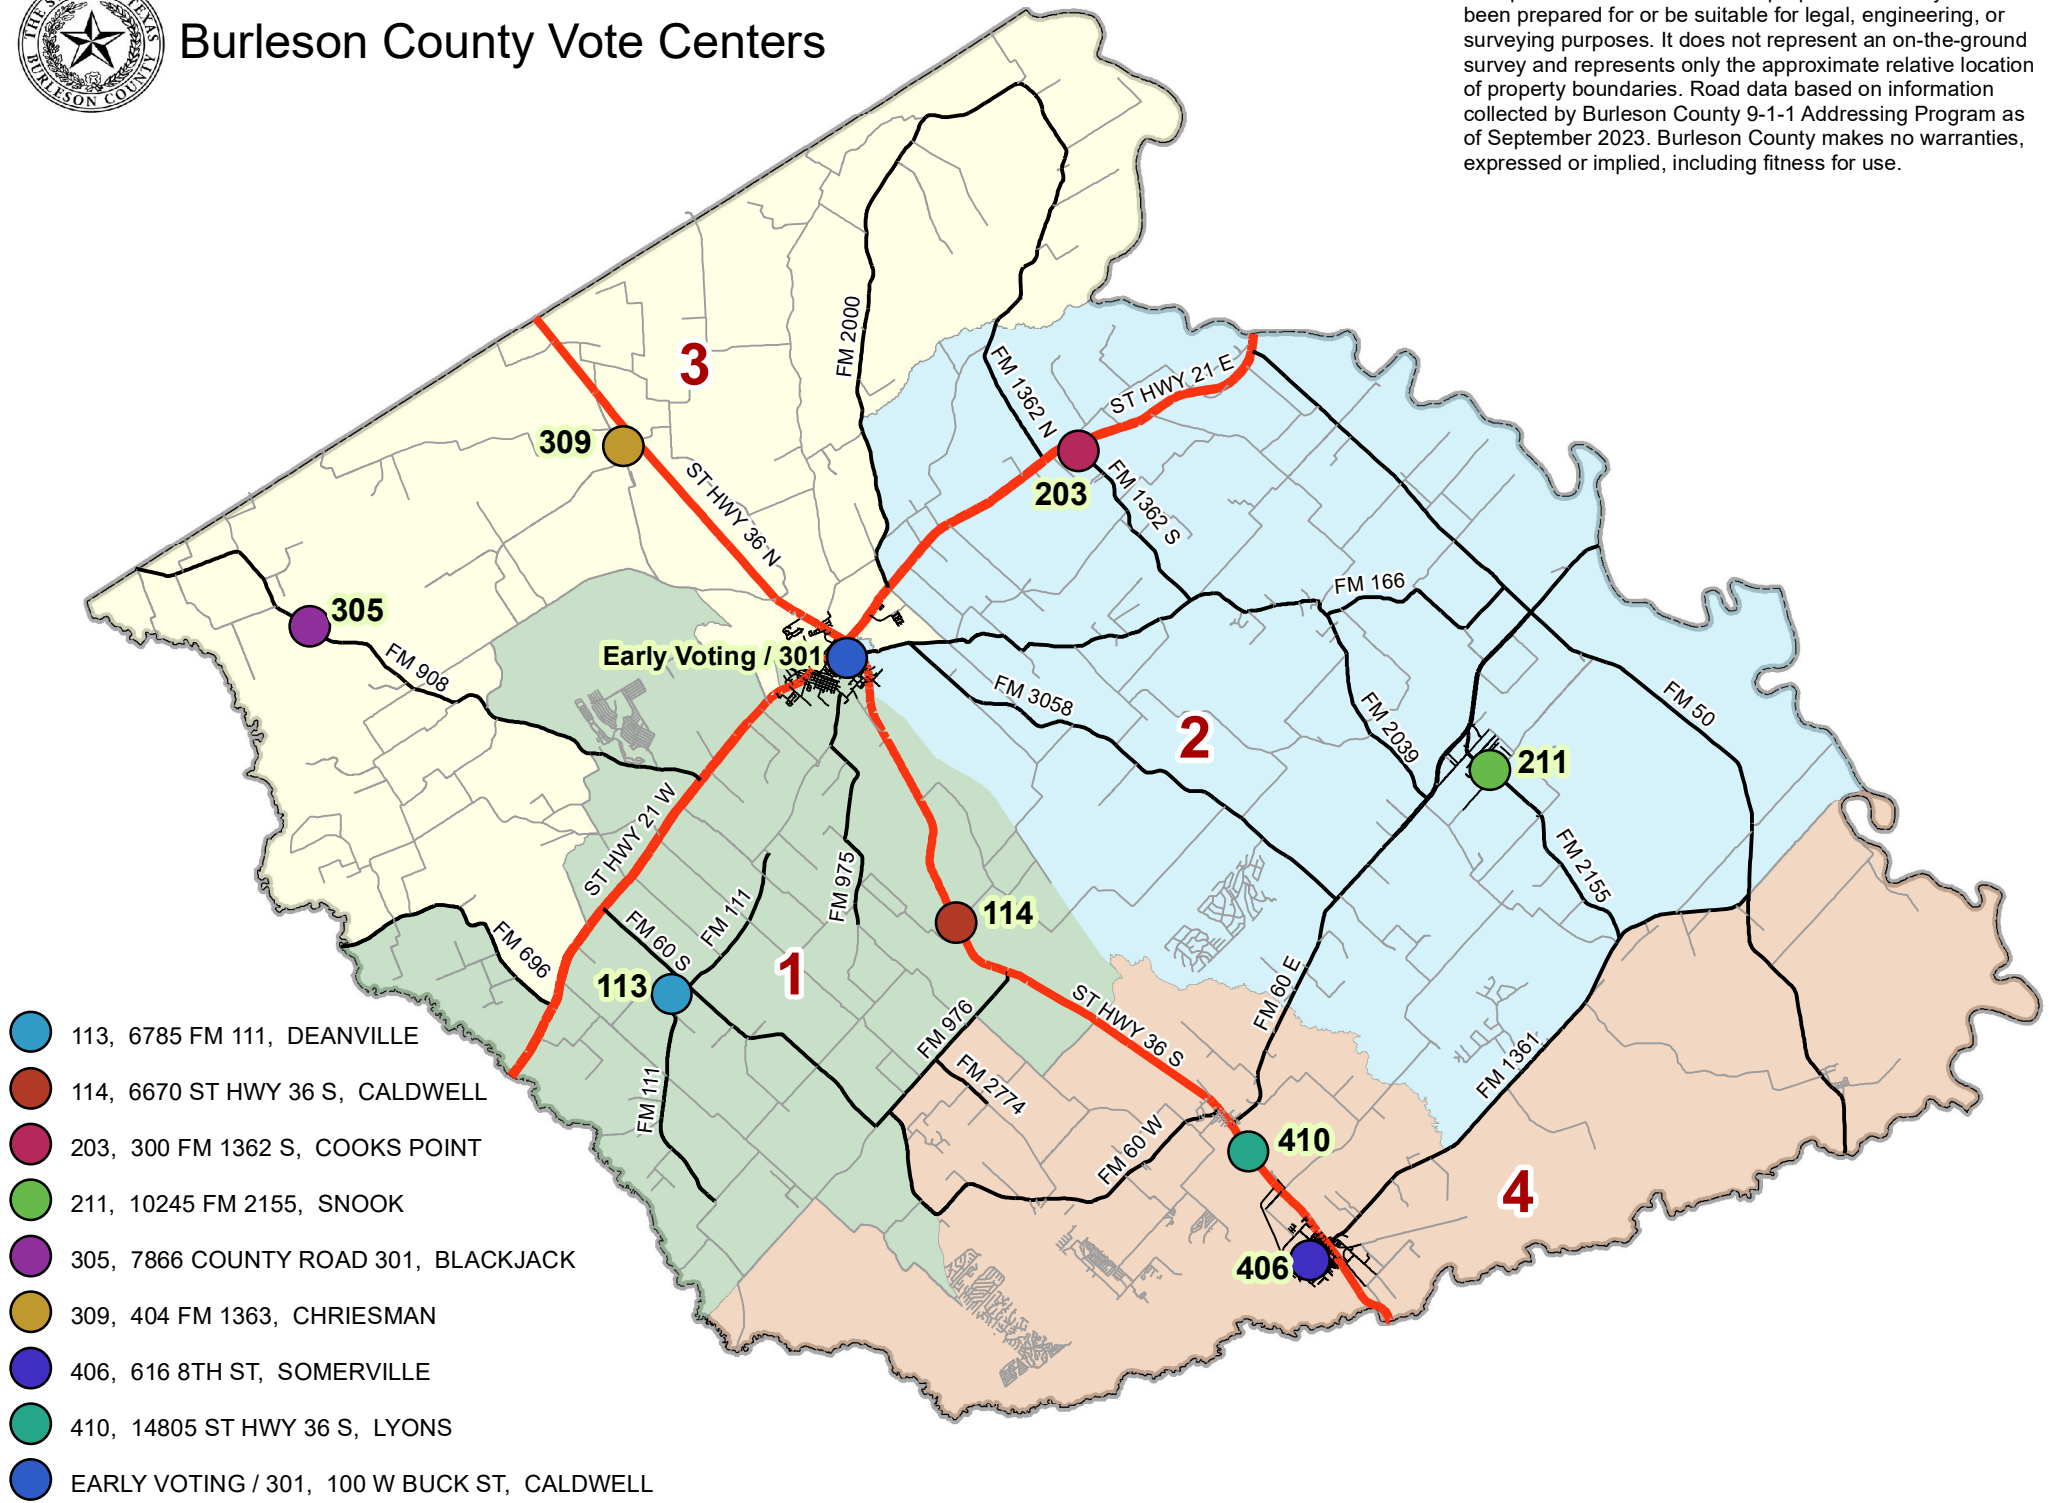 Burleson County Vote Centers
BURLESON COUNTY
TEXAS
been prepared for or be suitable for legal, engineering, or
surveying purposes. It does not represent an on-the-ground
survey and represents only the approximate relative location
of property boundaries. Road data based on information
collected by Burleson County 9-1-1 Addressing Program as
of September 2023. Burleson County makes no warranties,
expressed or implied, including fitness for use.
FM 2000
3
FM 1362 N
ST HWY 21 E
309
ST HWY 36 N
203
FM 1362 S
FM 166
305
FM 908
Early Voting / 301
FM 3058
2
FM 2039
FM 50
211
ST HWY 21 W
FM 975
FM 2155
FM 111
114
FM 60 S
FM 696
113
1
FM 60 E
FM 976
ST HWY 36 S
FM 2774
FM 1361
FM 111
FM 60 W
410
4
406
113, 6785 FM 111, DEANVILLE
114, 6670 ST HWY 36 S, CALDWELL
203, 300 FM 1362 S, COOKS POINT
211, 10245 FM 2155, SNOOK
305, 7866 COUNTY ROAD 301, BLACKJACK
309, 404 FM 1363, CHRIESMAN
406, 616 8TH ST, SOMERVILLE
410, 14805 ST HWY 36 S, LYONS
EARLY VOTING / 301, 100 W BUCK ST, CALDWELL